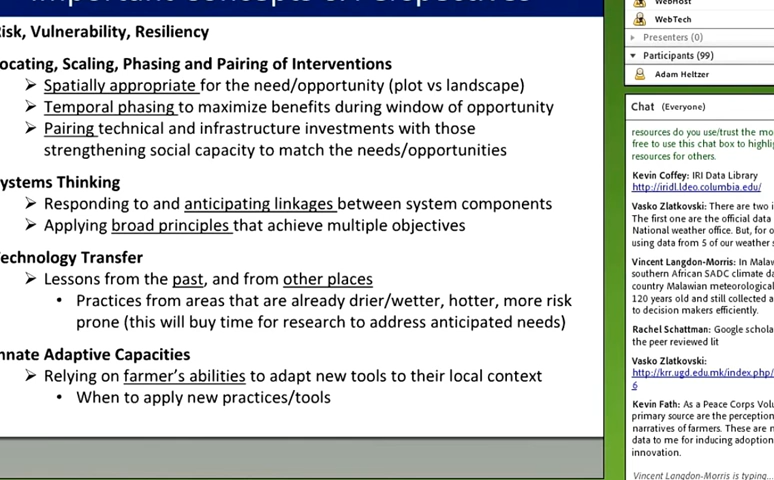 Important Concepts & Perspectives
Risk, Vulnerability, Resiliency
ocating, Scaling, Phasing and Pairing of Interventions
➢ Spatially appropriate for the need/opportunity (plot vs landscape)
➢ Temporal phasing to maximize benefits during window of opportunity
➢ Pairing technical and infrastructure investments with those
strengthening social capacity to match the needs/opportunities
ystems Thinking
➢ Responding to and anticipating linkages between system components
➢ Applying broad principles that achieve multiple objectives
echnology Transfer
➢ Lessons from the past, and from other places
• Practices from areas that are already drier/wetter, hotter, more risk
prone (this will buy time for research to address anticipated needs)
nnate Adaptive Capacities
➢ Relying on farmer's abilities to adapt new tools to their local context
• When to apply new practices/tools
WebHost
WebTech
Presenters (0)
Participants (99)
Adam Heltzer
Chat (Everyone)
resources do you use/trust the mo
free to use this chat box to highli
resources for others.
Kevin Coffey: IRI Data Library
http://iridl.ldeo.columbia.edu/
Vasko Zlatkovski: There are two i
The first one are the official data
National weather office. But, for o
using data from 5 of our weather s
Vincent Langdon-Morris: In Malaw
southern African SADC climate da
country Malawian meteorological
120 years old and still collected a
to decision makers efficiently.
Rachel Schattman: Google schola
the peer reviewed lit
Vasko Zlatkovski:
http://krr.ugd.edu.mk/index.php/
6
Kevin Fath: As a Peace Corps Volu
primary source are the perception
narratives of farmers. These are m
data to me for inducing adoption
innovation.
Vincent Langdon-Morris is typing...